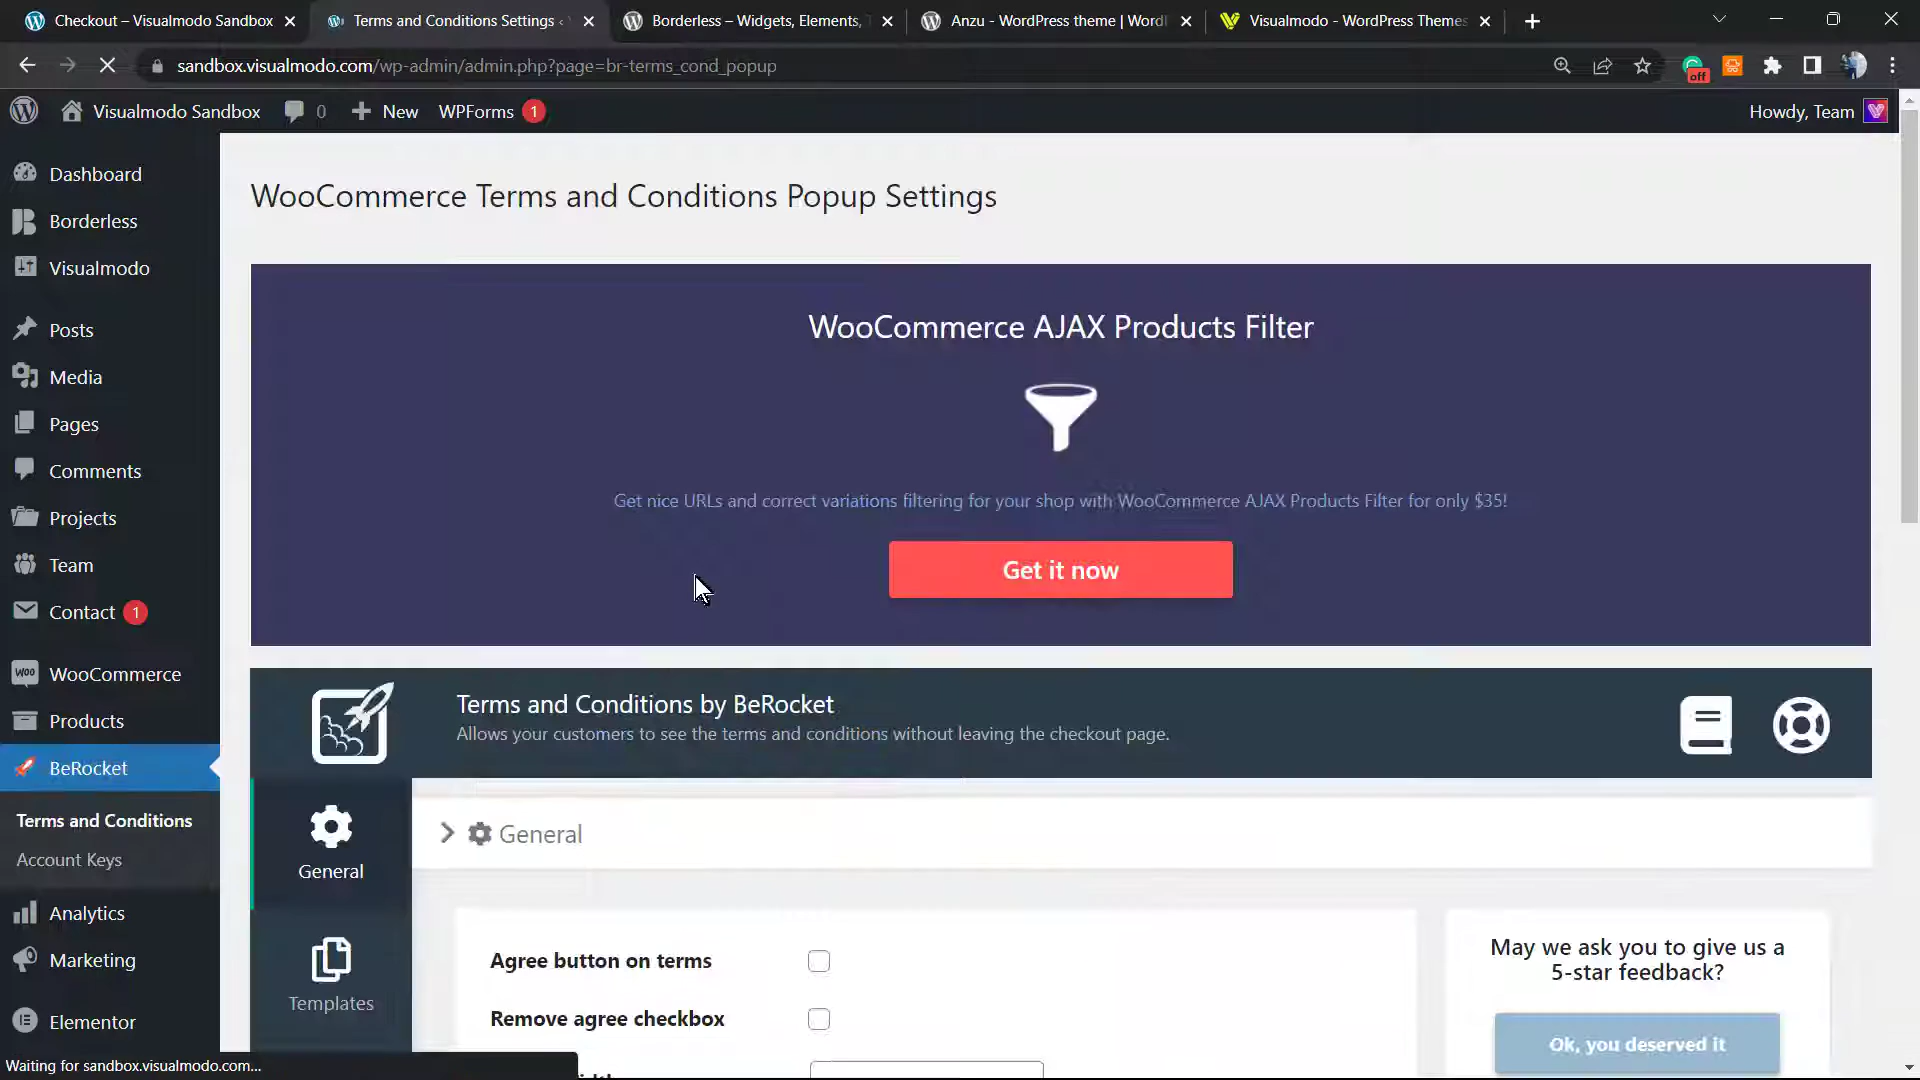 Checkout – Visualmodo Sandbox
Terms and Conditions Settings ‹
Borderless – Widgets, Elements,
Anzu - WordPress theme | Word
Visualmodo - WordPress Themes
sandbox.visualmodo.com/wp-admin/admin.php?page=br-terms_cond_popup
off
Visualmodo Sandbox
0
New
WPForms 1
Howdy, Team
Dashboard
Borderless
Visualmodo
Posts
Media
Pages
Comments
Projects
Team
Contact 1
WooCommerce
Products
BeRocket
Terms and Conditions
Account Keys
Analytics
Marketing
Elementor
Waiting for sandbox.visualmodo.com...
WooCommerce Terms and Conditions Popup Settings
WooCommerce AJAX Products Filter
Get nice URLs and correct variations filtering for your shop with WooCommerce AJAX Products Filter for only $35!
Get it now
Terms and Conditions by BeRocket
Allows your customers to see the terms and conditions without leaving the checkout page.
General
Templates
General
Agree button on terms
Remove agree checkbox
May we ask you to give us a
5-star feedback?
Ok, you deserved it